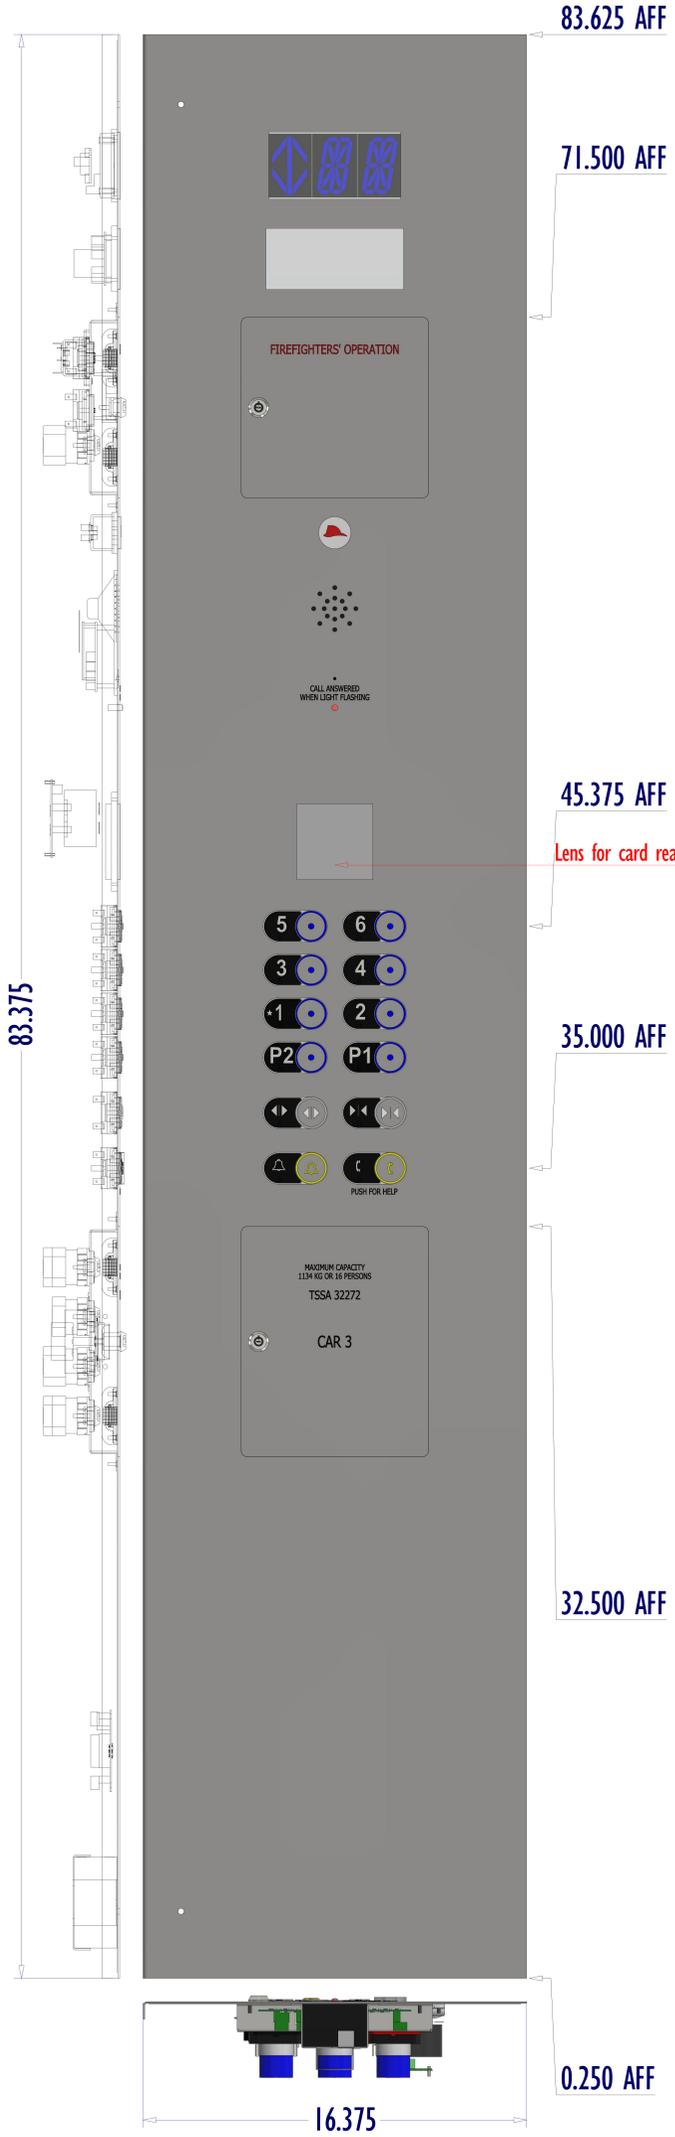 83.625 AFF
71.500 AFF
FIREFIGHTERS' OPERATION
CALL ANSWERED
WHEN LIGHT FLASHING
45.375 AFF
Lens for card rea
5 6
3 4
83.375
★1 2
35.000 AFF
P2 P1
PUSH FOR HELP
MAXIMUM CAPACITY
1134 KG OR 16 PERSONS
TSSA 32272
CAR 3
32.500 AFF
0.250 AFF
16.375